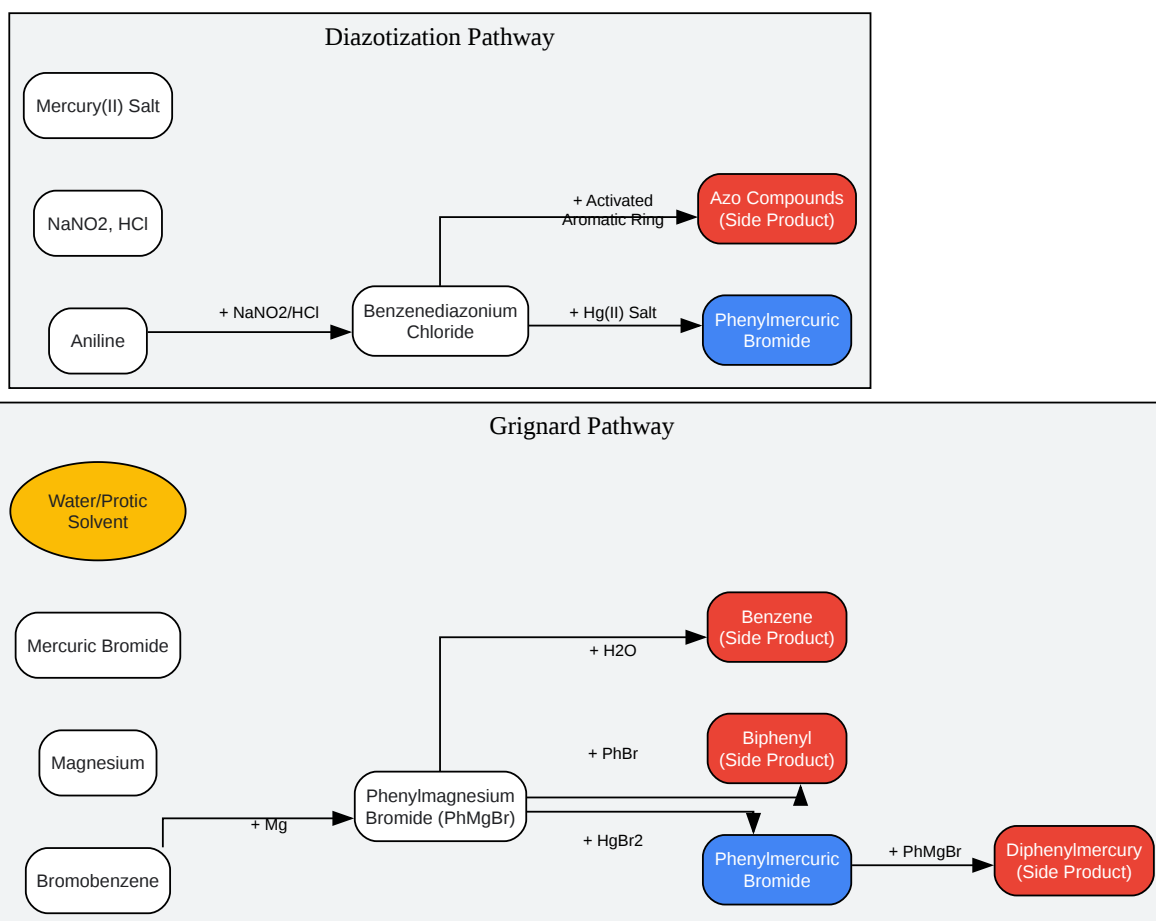 Diazotization Pathway
Mercury(II) Salt
NaNO2, HCl
+ Activated
Aromatic Ring
Azo Compounds
(Side Product)
Aniline
+ NaNO2/HCl
Benzenediazonium
Chloride
+ Hg(II) Salt
Phenylmercuric
Bromide
Grignard Pathway
Water/Protic
Solvent
Mercuric Bromide
+ H2O
Benzene
(Side Product)
Magnesium
+ PhBr
Biphenyl
(Side Product)
Bromobenzene
+ Mg
Phenylmagnesium
Bromide (PhMgBr)
+ HgBr2
Phenylmercuric
Bromide
+ PhMgBr
Diphenylmercury
(Side Product)